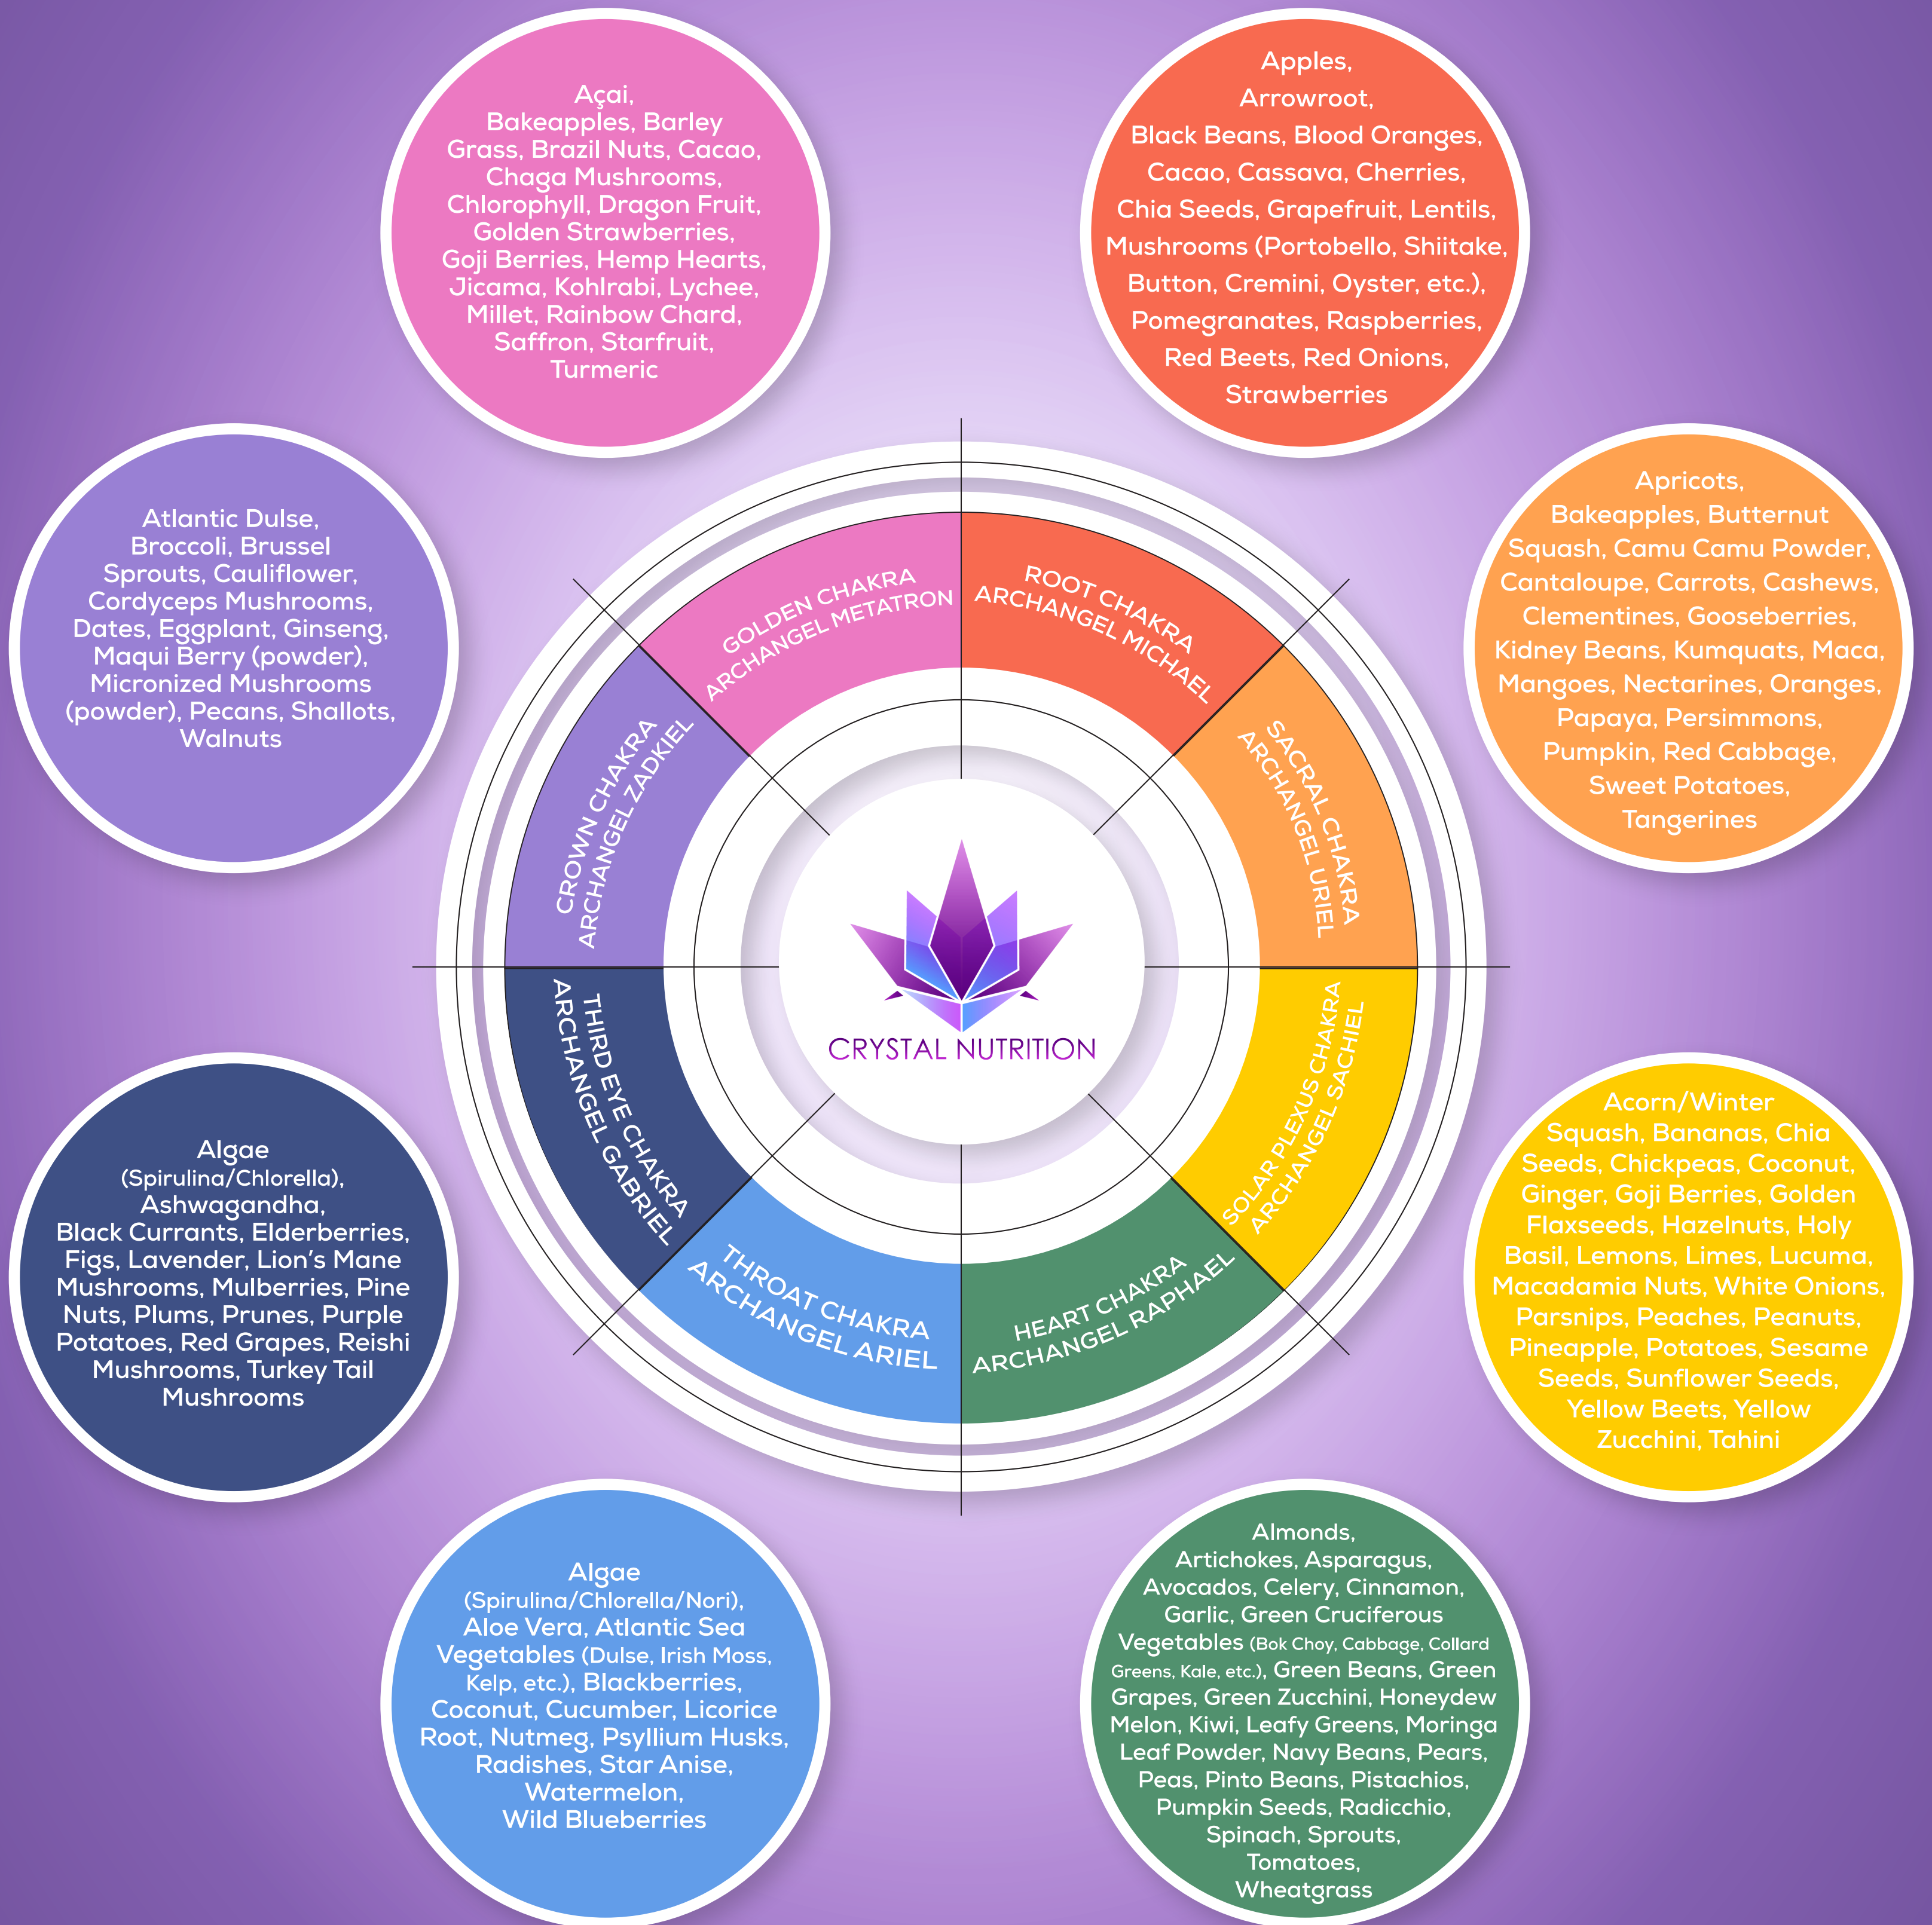 Açai,
Bakeapples, Barley
Grass, Brazil Nuts, Cacao,
Chaga Mushrooms,
Chlorophyll, Dragon Fruit,
Golden Strawberries,
Goji Berries, Hemp Hearts,
Jicama, Kohlrabi, Lychee,
Millet, Rainbow Chard,
Saffron, Starfruit,
Turmeric
Apples,
Arrowroot,
Black Beans, Blood Oranges,
Cacao, Cassava, Cherries,
Chia Seeds, Grapefruit, Lentils,
Mushrooms (Portobello, Shiitake,
Button, Cremini, Oyster, etc.),
Pomegranates, Raspberries,
Red Beets, Red Onions,
Strawberries
Atlantic Dulse,
Broccoli, Brussel
Sprouts, Cauliflower,
Cordyceps Mushrooms,
Dates, Eggplant, Ginseng,
Maqui Berry (powder),
Micronized Mushrooms
(powder), Pecans, Shallots,
Walnuts
Apricots,
Bakeapples, Butternut
Squash, Camu Camu Powder,
Cantaloupe, Carrots, Cashews,
Clementines, Gooseberries,
Kidney Beans, Kumquats, Maca,
Mangoes, Nectarines, Oranges,
Papaya, Persimmons,
Pumpkin, Red Cabbage,
Sweet Potatoes,
Tangerines
GOLDEN CHAKRA
ARCHANGEL METATRON
ROOT CHAKRA
ARCHANGEL MICHAEL
CROWN CHAKRA
ARCHANGEL ZADKIEL
SACRAL CHAKRA
ARCHANGEL URIEL
CRYSTAL NUTRITION
THIRD EYE CHAKRA
ARCHANGEL GABRIEL
SOLAR PLEXUS CHAKRA
ARCHANGEL SACHIEL
THROAT CHAKRA
ARCHANGEL ARIEL
HEART CHAKRA
ARCHANGEL RAPHAEL
Algae
(Spirulina/Chlorella),
Ashwagandha,
Black Currants, Elderberries,
Figs, Lavender, Lion's Mane
Mushrooms, Mulberries, Pine
Nuts, Plums, Prunes, Purple
Potatoes, Red Grapes, Reishi
Mushrooms, Turkey Tail
Mushrooms
Acorn/Winter
Squash, Bananas, Chia
Seeds, Chickpeas, Coconut,
Ginger, Goji Berries, Golden
Flaxseeds, Hazelnuts, Holy
Basil, Lemons, Limes, Lucuma,
Macadamia Nuts, White Onions,
Parsnips, Peaches, Peanuts,
Pineapple, Potatoes, Sesame
Seeds, Sunflower Seeds,
Yellow Beets, Yellow
Zucchini, Tahini
Algae
(Spirulina/Chlorella/Nori),
Aloe Vera, Atlantic Sea
Vegetables (Dulse, Irish Moss,
Kelp, etc.), Blackberries,
Coconut, Cucumber, Licorice
Root, Nutmeg, Psyllium Husks,
Radishes, Star Anise,
Watermelon,
Wild Blueberries
Almonds,
Artichokes, Asparagus,
Avocados, Celery, Cinnamon,
Garlic, Green Cruciferous
Vegetables (Bok Choy, Cabbage, Collard
Greens, Kale, etc.), Green Beans, Green
Grapes, Green Zucchini, Honeydew
Melon, Kiwi, Leafy Greens, Moringa
Leaf Powder, Navy Beans, Pears,
Peas, Pinto Beans, Pistachios,
Pumpkin Seeds, Radicchio,
Spinach, Sprouts,
Tomatoes,
Wheatgrass